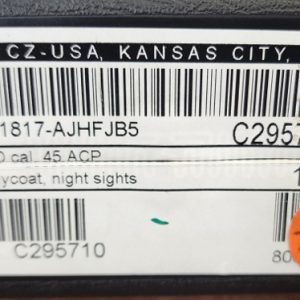 CZ-USA, KANSAS CITY,
1817-AJHFJB5 C2957
cal. 45 ACP
ycoat, night sights 1
C295710 80